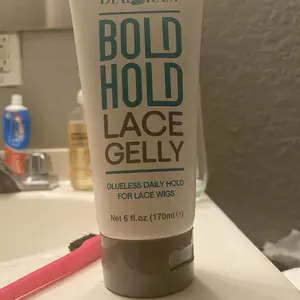 BOLD
HOLD
LACE
GELLY
GLUELESS DAILY HOLD
FOR LACE WIGS
Net 6 fl.oz (170ml℮)